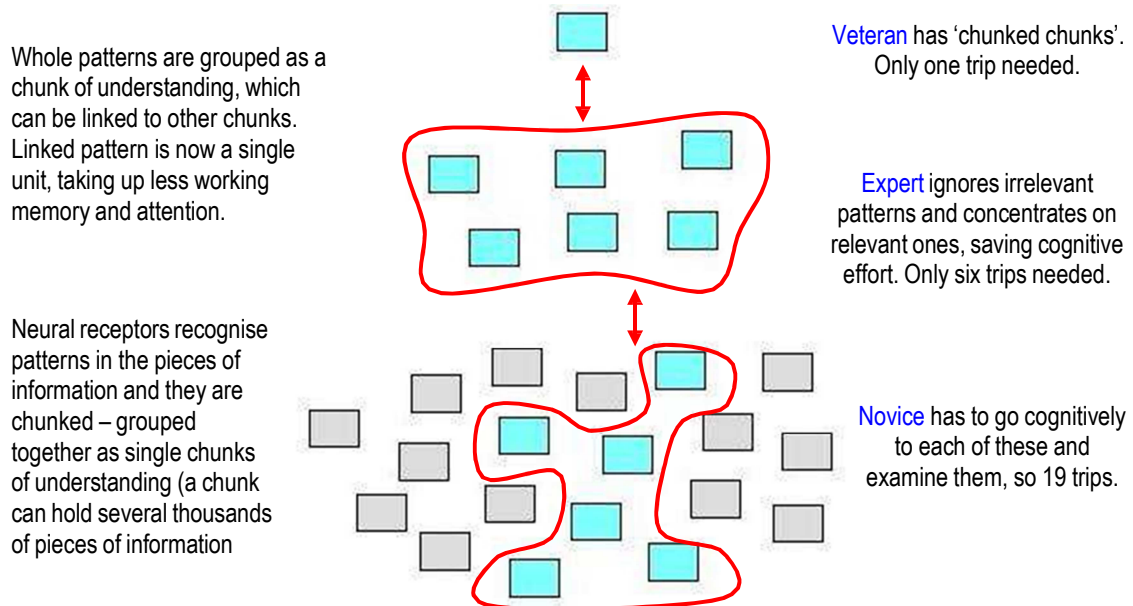 Whole patterns are grouped as a
chunk of understanding, which
can be linked to other chunks.
Linked pattern is now a single
unit, taking up less working
memory and attention.
Veteran has ‘chunked chunks’.
Only one trip needed.
Expert ignores irrelevant
patterns and concentrates on
relevant ones, saving cognitive
effort. Only six trips needed.
Neural receptors recognise
patterns in the pieces of
information and they are
chunked – grouped
together as single chunks
of understanding (a chunk
can hold several thousands
of pieces of information
Novice has to go cognitively
to each of these and
examine them, so 19 trips.